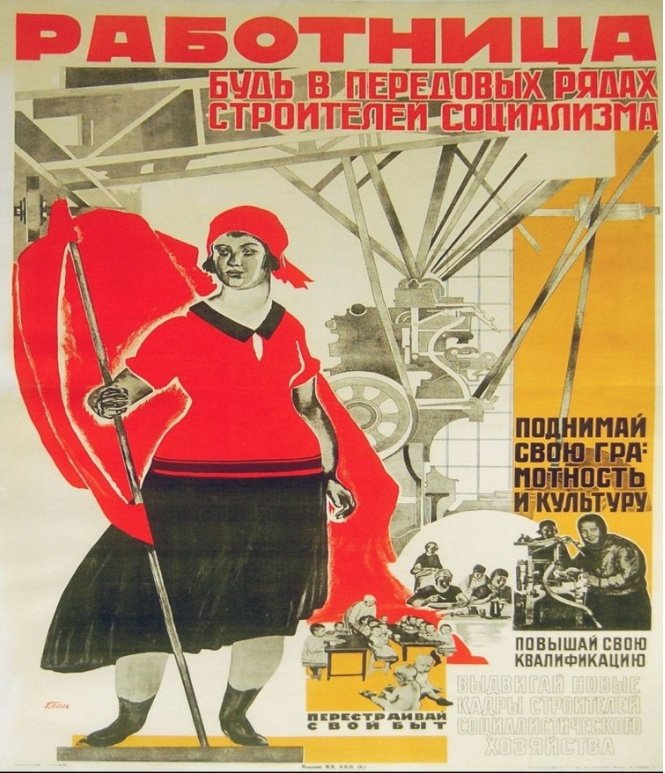 РАБОТНИЦА
БУДЬ В ПЕРЕДОВЫХ РЯДАХ
СТРОИТЕЛЕЙ СОЦИАЛИЗМА
ПОДНИМАЙ
СВОЮ ГРА-
МОТНОСТЬ
И КУЛЬТУРУ
ПОВЫШАЙ СВОЮ
КВАЛИФИКАЦИЮ
ВЫДВИГАЙ НОВЫЕ
КАДРЫ СТРОИТЕЛЕЙ
СОЦИАЛИСТИЧЕСКОГО
ХОЗЯЙСТВА
ПЕРЕСТРАИВАЙ
СВОЙ БЫТ